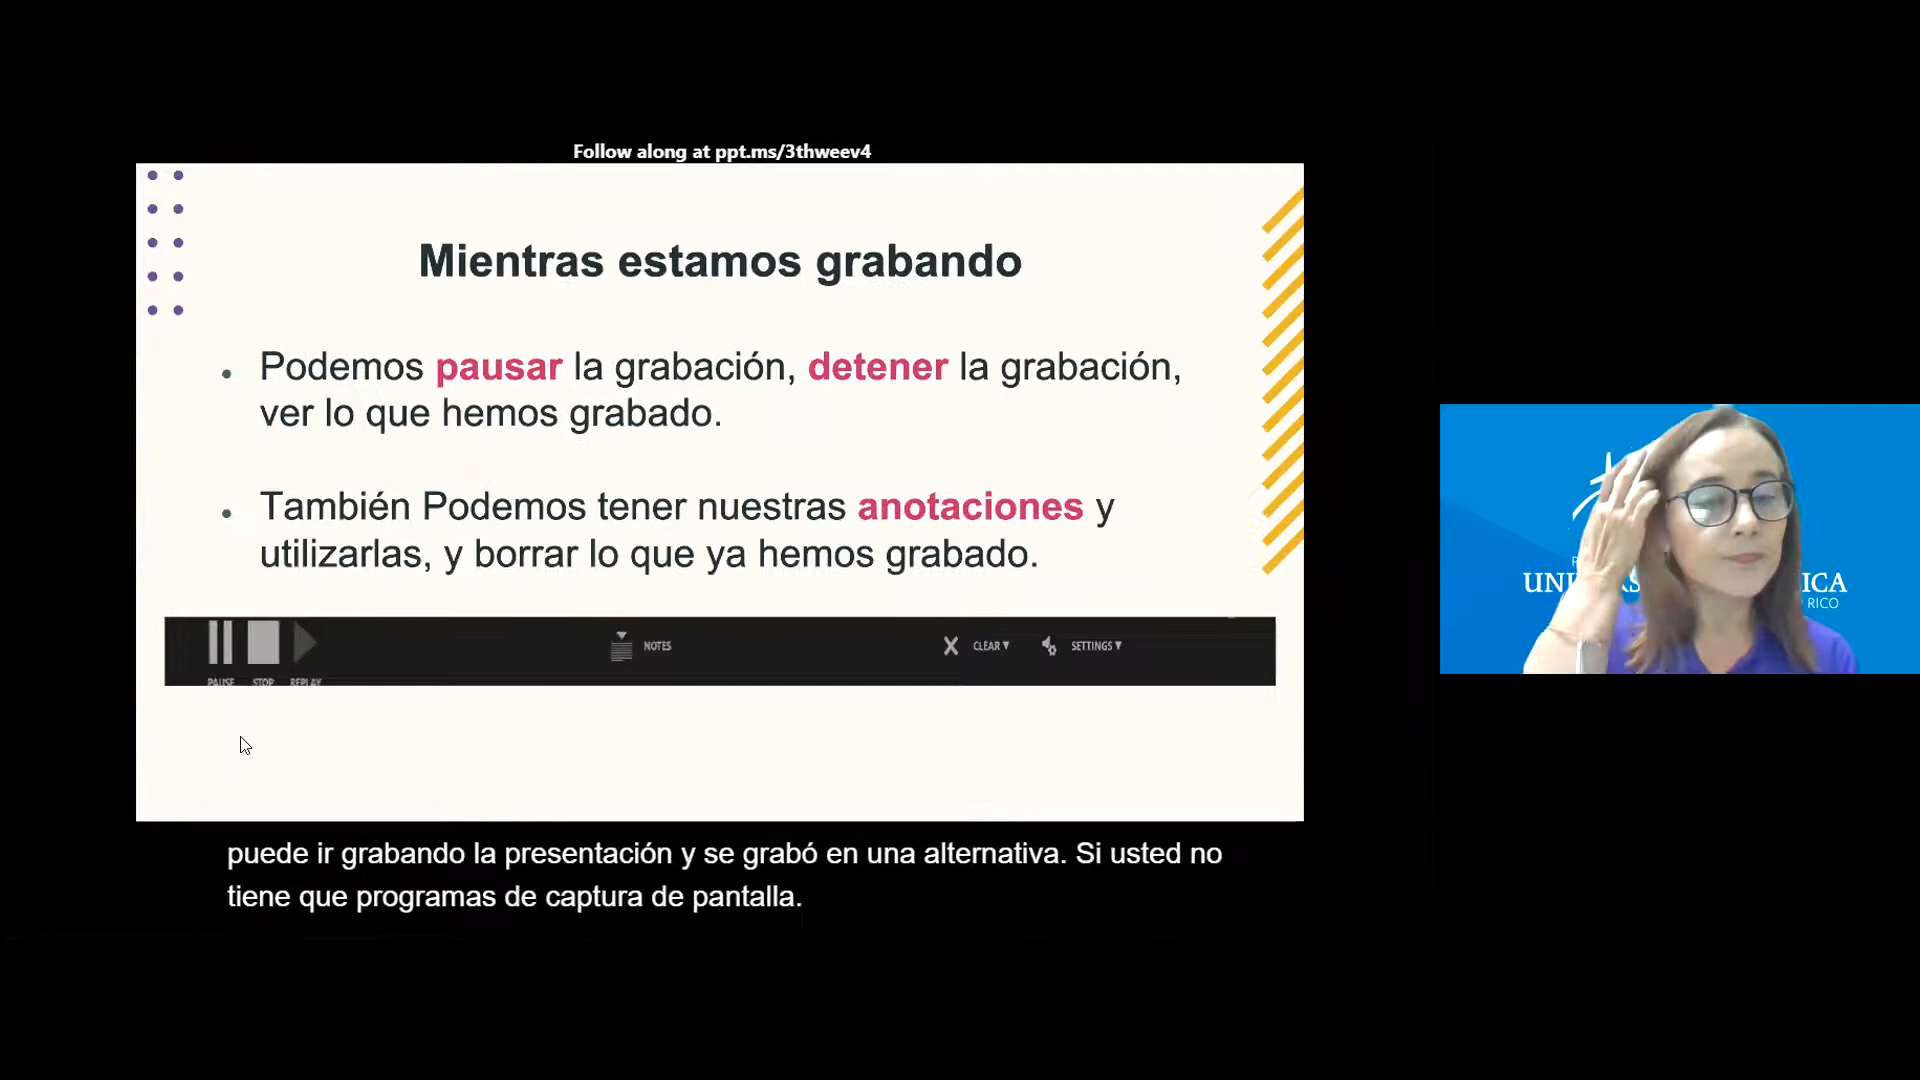 Follow along at ppt.ms/3thweev4
Mientras estamos grabando
• Podemos pausar la grabación, detener la grabación,
ver lo que hemos grabado.
• También Podemos tener nuestras anotaciones y
utilizarlas, y borrar lo que ya hemos grabado.
NOTES
CLEAR ▼
SETTINGS ▼
PAUSE STOP REPLAY
RICO
puede ir grabando la presentación y se grabó en una alternativa. Si usted no
tiene que programas de captura de pantalla.